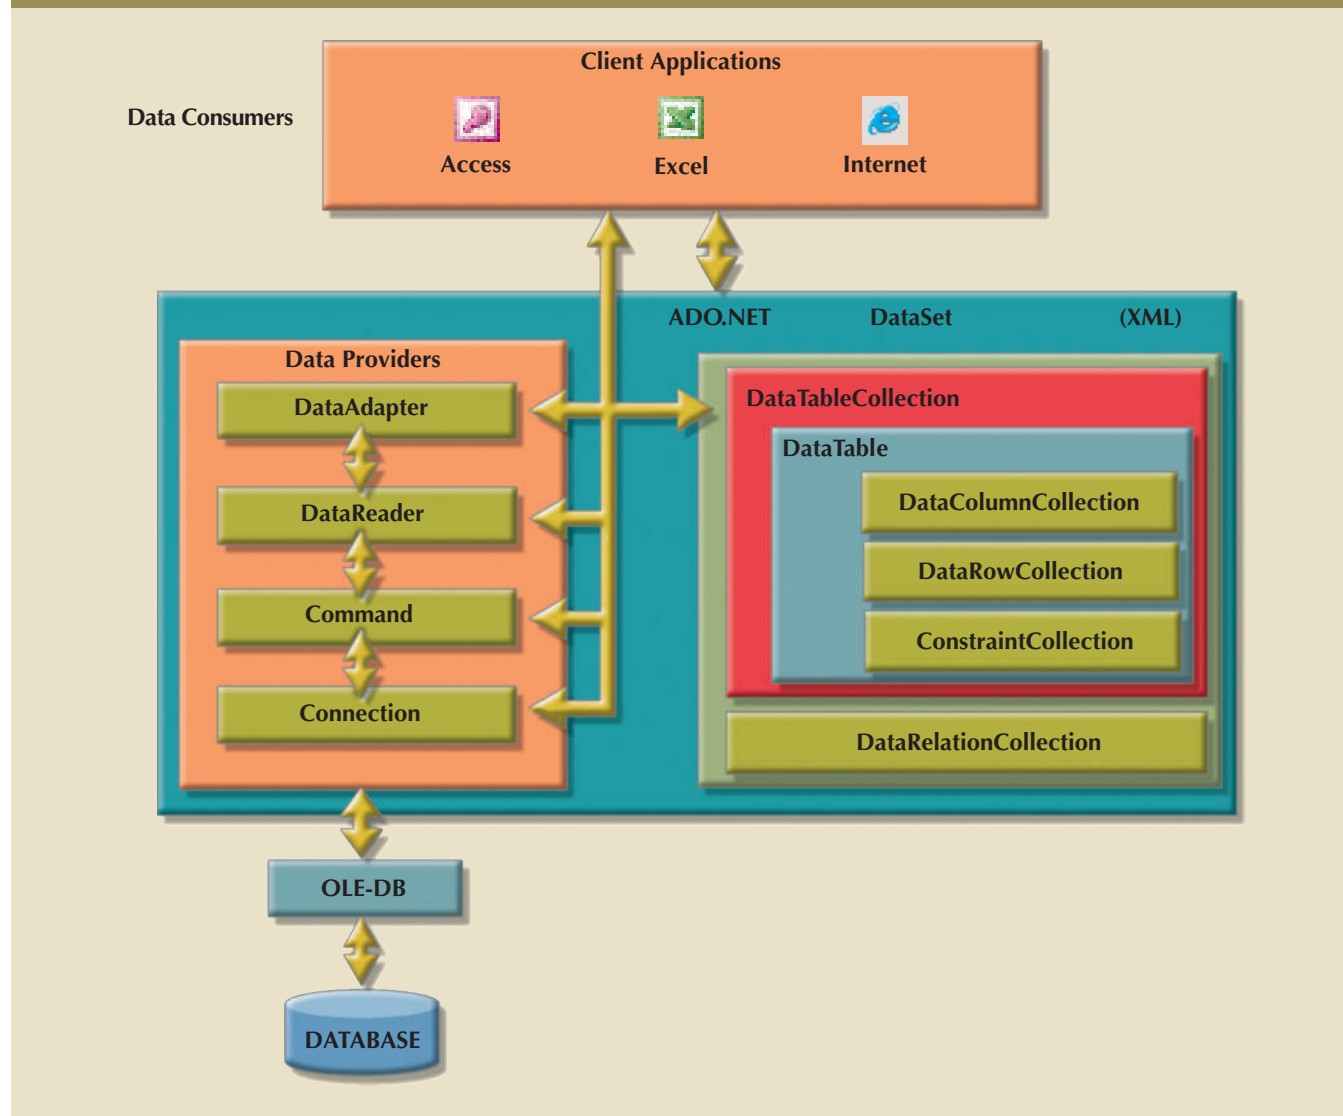 Client Applications
Data Consumers
Access
Excel
Internet
ADO.NET DataSet (XML)
Data Providers
DataAdapter
DataReader
Command
Connection
DataTableCollection
DataTable
DataColumnCollection
DataRowCollection
ConstraintCollection
DataRelationCollection
OLE-DB
DATABASE